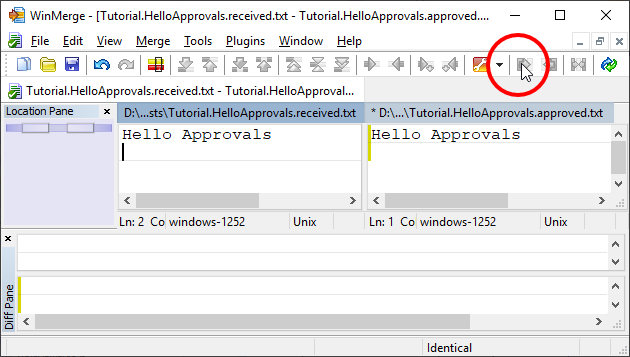 WinMerge - [Tutorial.HelloApprovals.received.txt - Tutorial.HelloApprovals.approved....
File Edit View Merge Tools Plugins Window Help
Tutorial.HelloApprovals.received.txt - Tutorial.HelloApproval...
Location Pane
D:\...sts\Tutorial.HelloApprovals.received.txt
* D:\...\Tutorial.HelloApprovals.approved.txt
Hello Approvals
Hello Approvals
Ln: 2 Co windows-1252 Unix
Ln: 1 Co windows-1252 Unix
Diff Pane
Identical